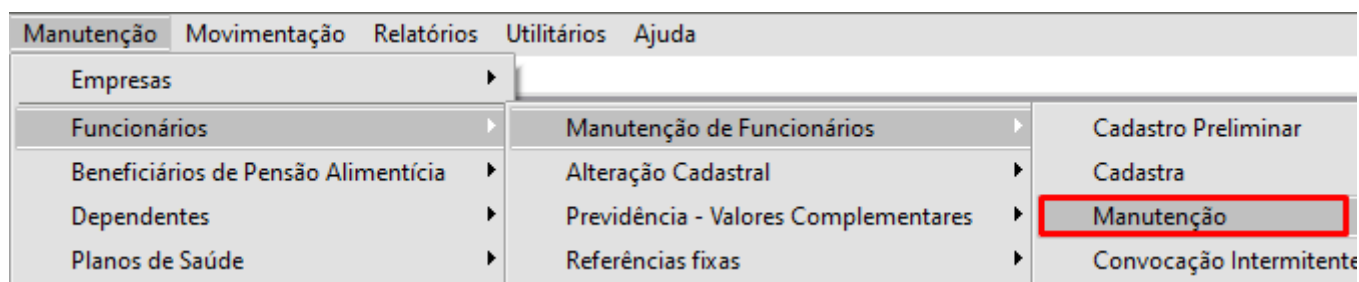 Manutenção Movimentação Relatórios Utilitários Ajuda
Empresas
Funcionários Manutenção de Funcionários Cadastro Preliminar
Beneficiários de Pensão Alimentícia Alteração Cadastral Cadastra
Dependentes Previdência - Valores Complementares Manutenção
Planos de Saúde Referências fixas Convocação Intermitente